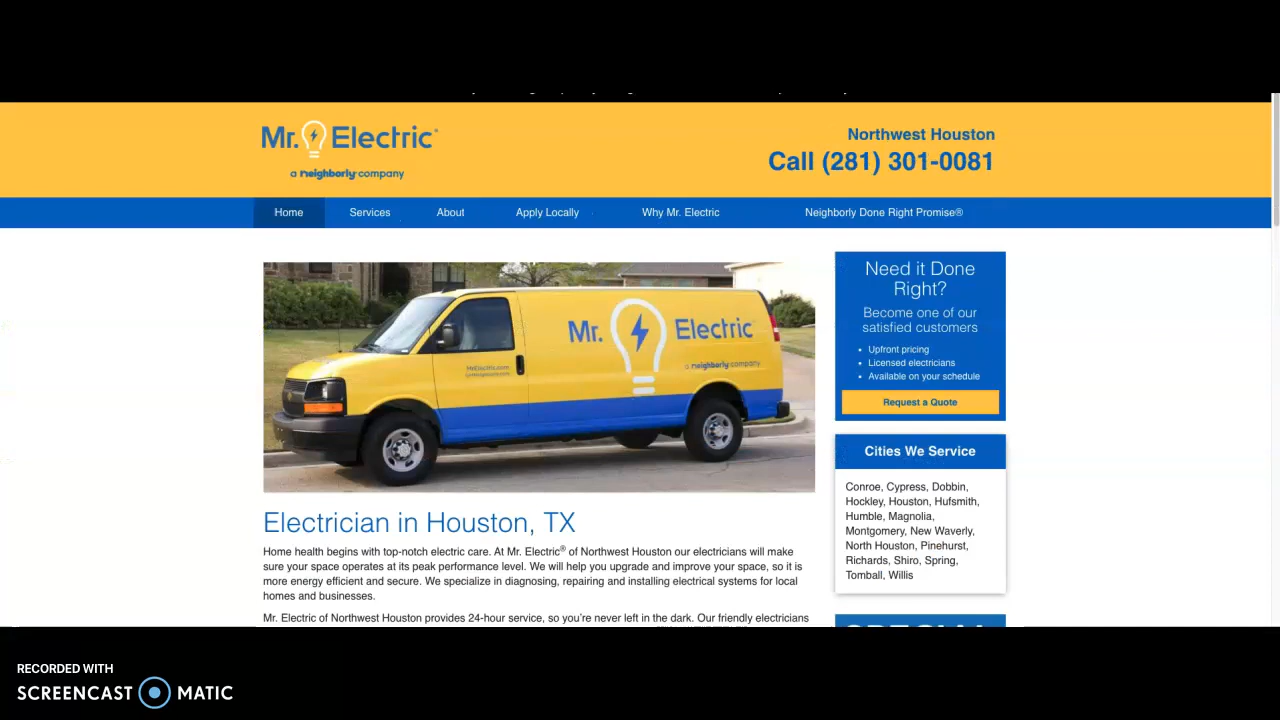 Mr. Electric®
a neighborly company
Northwest Houston
Call (281) 301-0081
Home
Services
About
Apply Locally
Why Mr. Electric
Neighborly Done Right Promise®
Mr. Electric
a neighborly company
MrElectric.com
Need it Done
Right?
Become one of our
satisfied customers
• Upfront pricing
• Licensed electricians
• Available on your schedule
Request a Quote
Cities We Service
Conroe, Cypress, Dobbin,
Hockley, Houston, Hufsmith,
Humble, Magnolia,
Montgomery, New Waverly,
North Houston, Pinehurst,
Richards, Shiro, Spring,
Tomball, Willis
Electrician in Houston, TX
Home health begins with top-notch electric care. At Mr. Electric® of Northwest Houston our electricians will make
sure your space operates at its peak performance level. We will help you upgrade and improve your space, so it is
more energy efficient and secure. We specialize in diagnosing, repairing and installing electrical systems for local
homes and businesses.
Mr. Electric of Northwest Houston provides 24-hour service, so you're never left in the dark. Our friendly electricians
RECORDED WITH
SCREENCAST MATIC